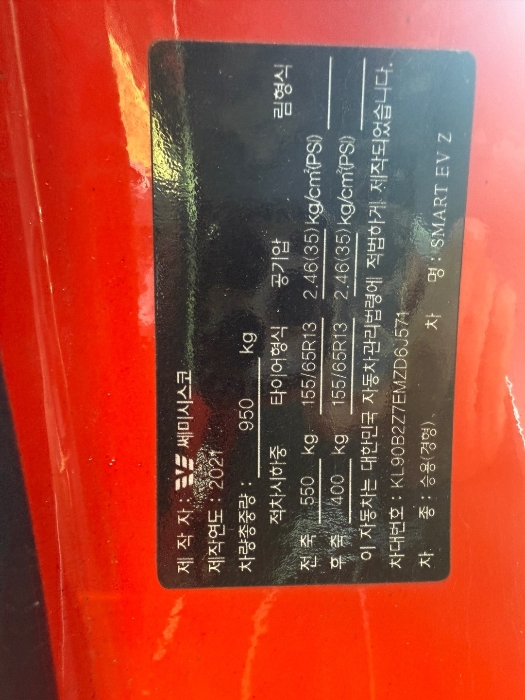 제 작 자 : 쎄미시스코
제작연도 : 2021
차량총중량 : 950 kg
적차시하중 타이어형식 공기압 림형식
전 축 550 kg 155/65R13 2.46(35) kg/cm²(PSI)
후 축 400 kg 155/65R13 2.46(35) kg/cm²(PSI)
이 자동차는 대한민국 자동차관리법령에 적법하게 제작되었습니다.
차대번호 : KL90B2Z7EMZD6J571
차 종 : 승용(경형) 차 명 : SMART EV Z